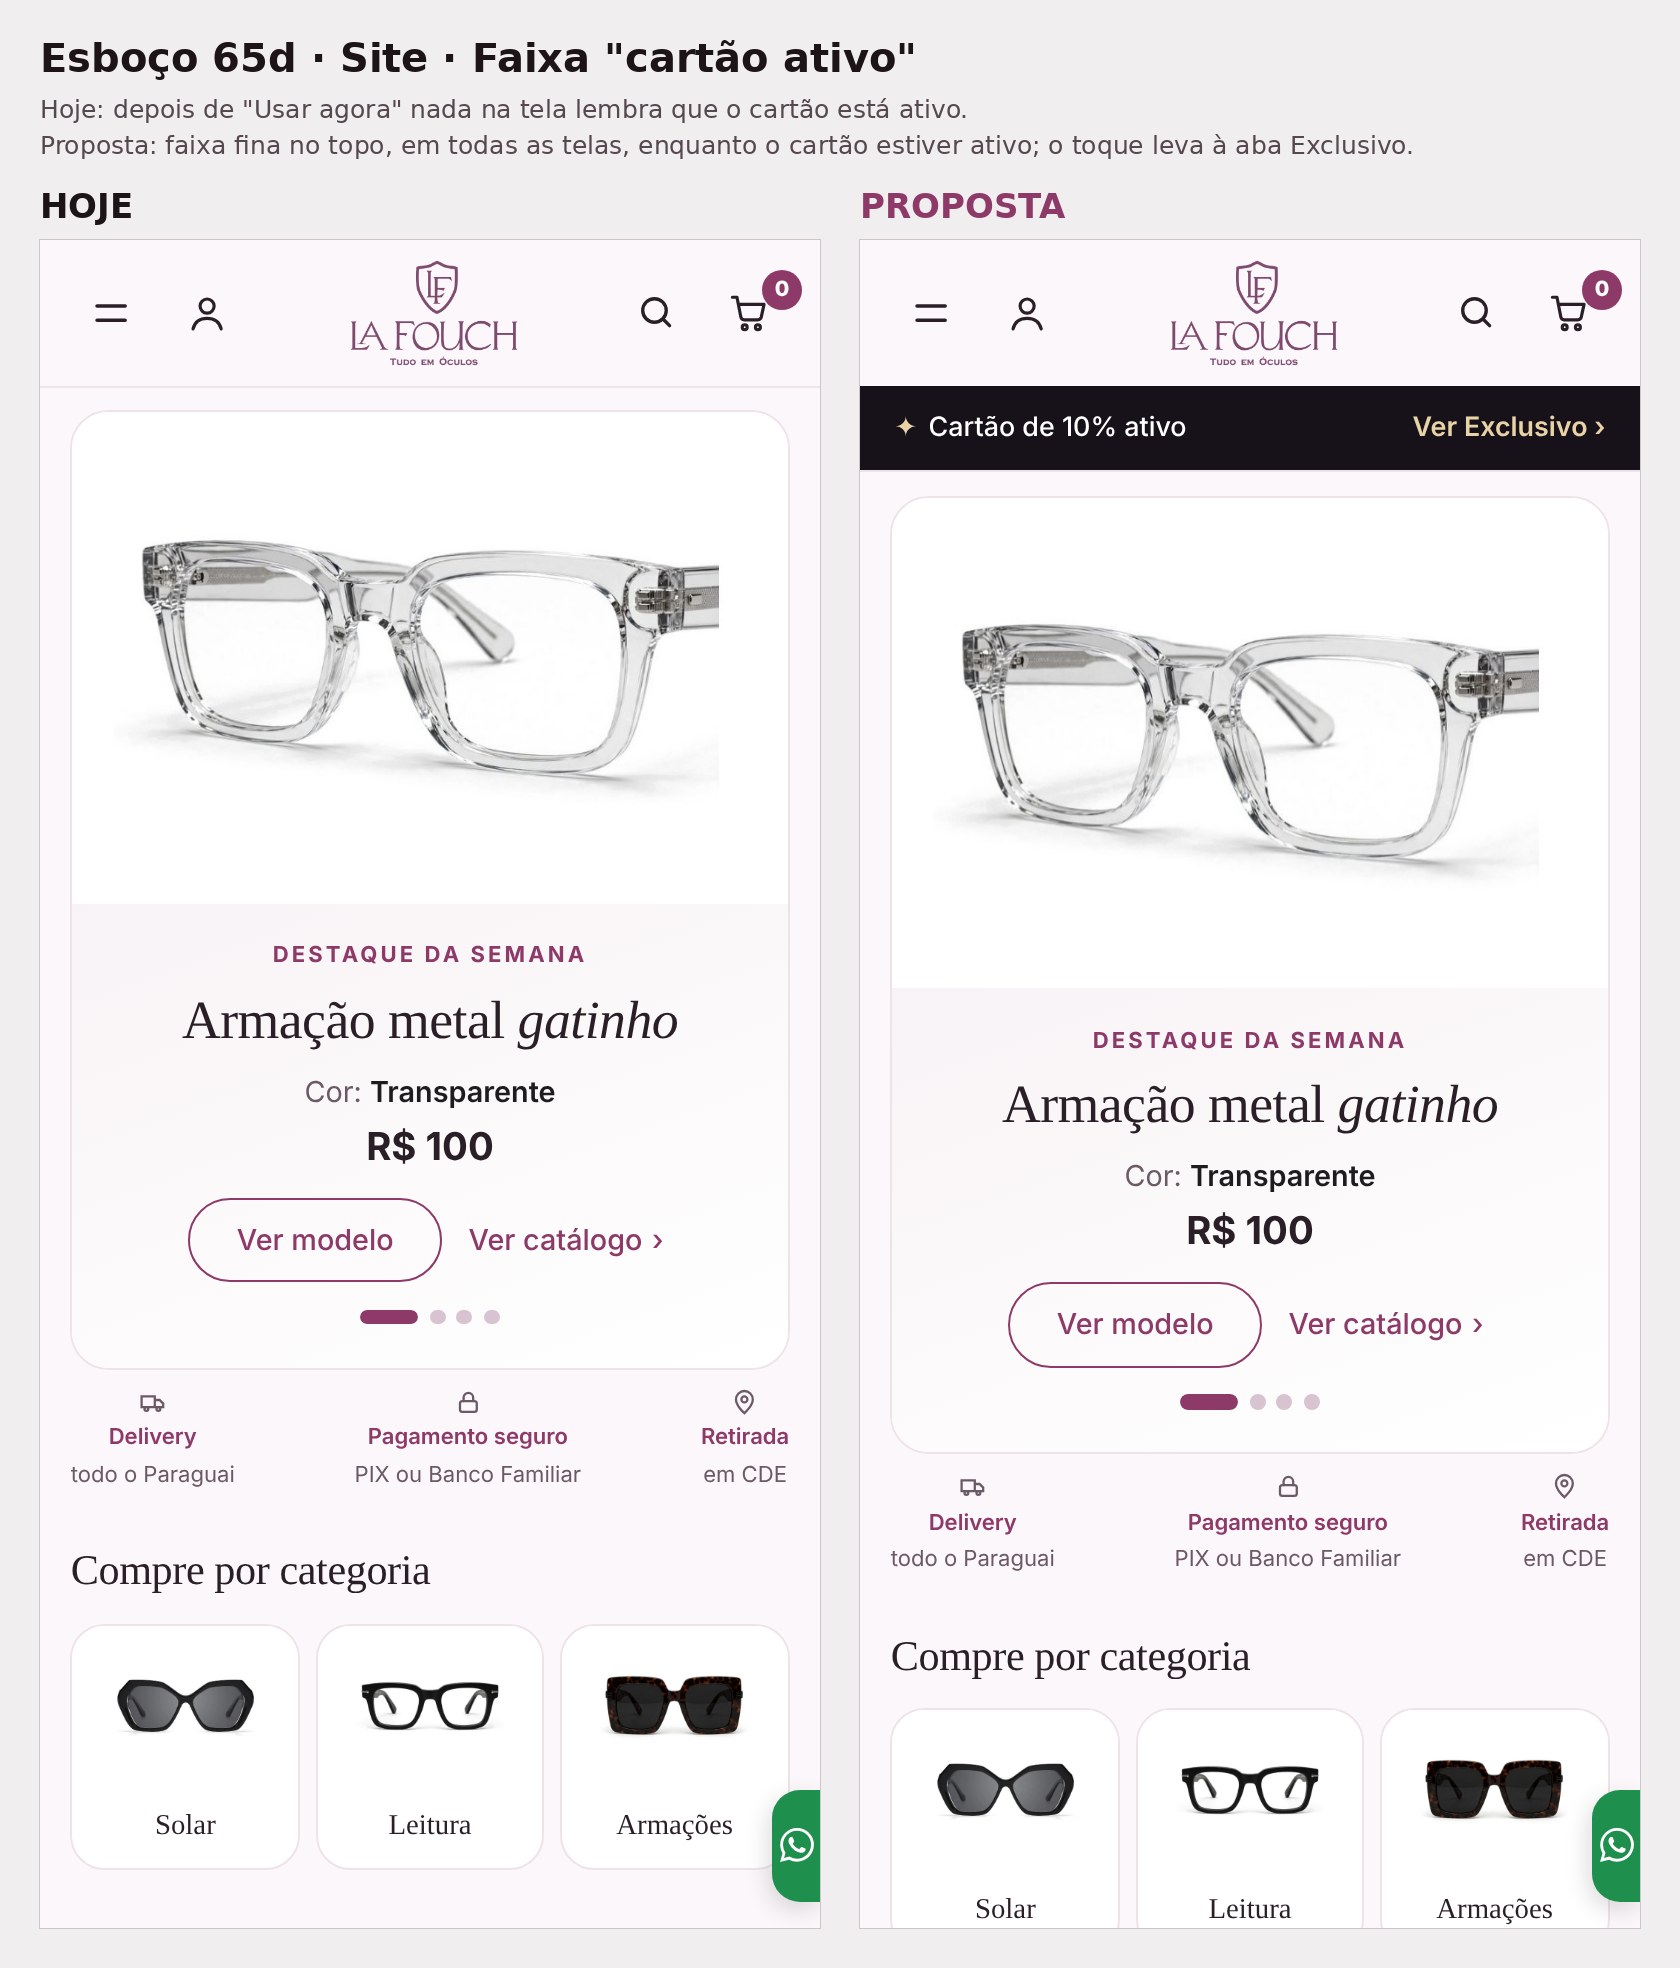 Esboço 65d · Site · Faixa "cartão ativo"
Hoje: depois de "Usar agora" nada na tela lembra que o cartão está ativo.
Proposta: faixa fina no topo, em todas as telas, enquanto o cartão estiver ativo; o toque leva à aba Exclusivo.
HOJE
LF
LA FOUCH
TUDO EM ÓCULOS
0
DESTAQUE DA SEMANA
Armação metal gatinho
Cor: Transparente
R$ 100
Ver modelo Ver catálogo ›
Delivery Pagamento seguro Retirada
todo o Paraguai PIX ou Banco Familiar em CDE
Compre por categoria
Solar Leitura Armações
PROPOSTA
LF
LA FOUCH
TUDO EM ÓCULOS
0
✦ Cartão de 10% ativo Ver Exclusivo ›
DESTAQUE DA SEMANA
Armação metal gatinho
Cor: Transparente
R$ 100
Ver modelo Ver catálogo ›
Delivery Pagamento seguro Retirada
todo o Paraguai PIX ou Banco Familiar em CDE
Compre por categoria
Solar Leitura Armações